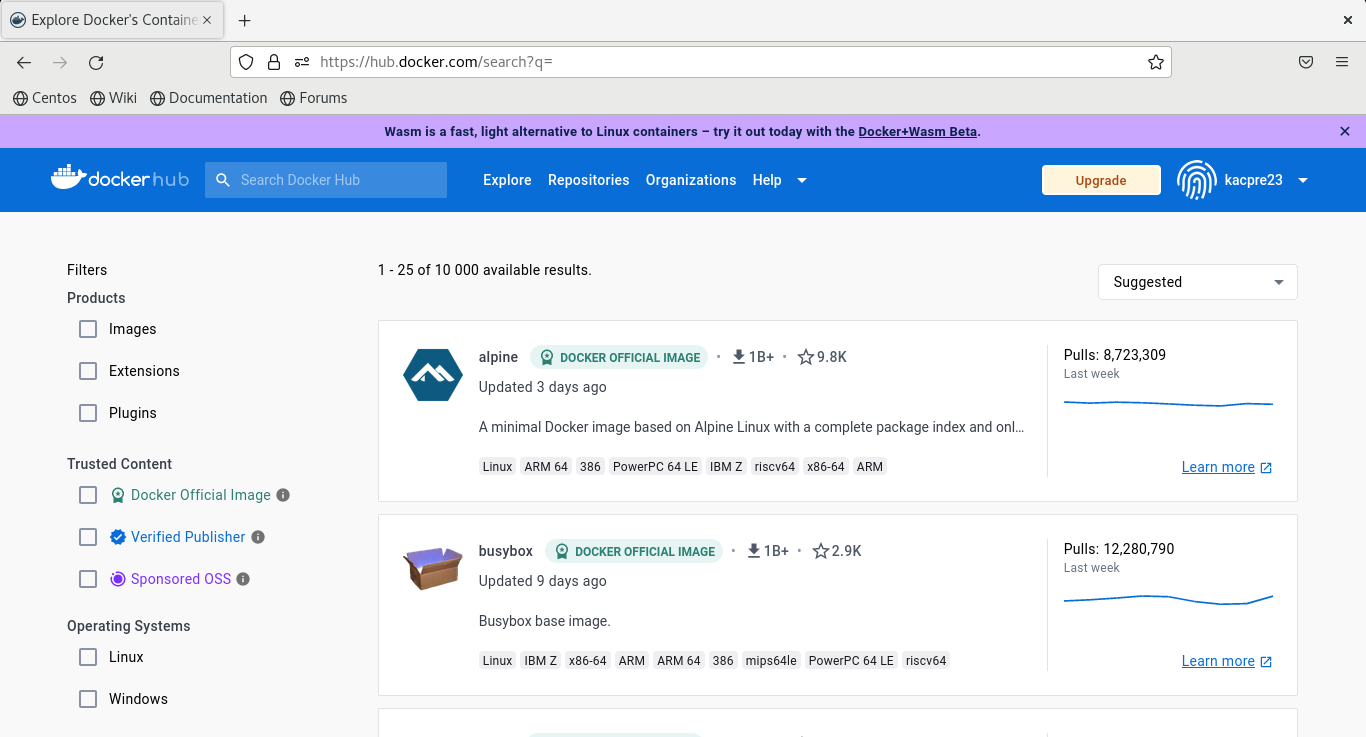 Explore Docker's Containe
https://hub.docker.com/search?q=
Centos Wiki Documentation Forums
Wasm is a fast, light alternative to Linux containers – try it out today with the Docker+Wasm Beta.
docker hub Search Docker Hub Explore Repositories Organizations Help Upgrade kacpre23
Filters
Products
Images
Extensions
Plugins
Trusted Content
Docker Official Image
Verified Publisher
Sponsored OSS
Operating Systems
Linux
Windows
1 - 25 of 10 000 available results.
Suggested
alpine DOCKER OFFICIAL IMAGE • 1B+ • 9.8K
Updated 3 days ago
A minimal Docker image based on Alpine Linux with a complete package index and onl…
Linux ARM 64 386 PowerPC 64 LE IBM Z riscv64 x86-64 ARM
Pulls: 8,723,309
Last week
Learn more
busybox DOCKER OFFICIAL IMAGE • 1B+ • 2.9K
Updated 9 days ago
Busybox base image.
Linux IBM Z x86-64 ARM ARM 64 386 mips64le PowerPC 64 LE riscv64
Pulls: 12,280,790
Last week
Learn more